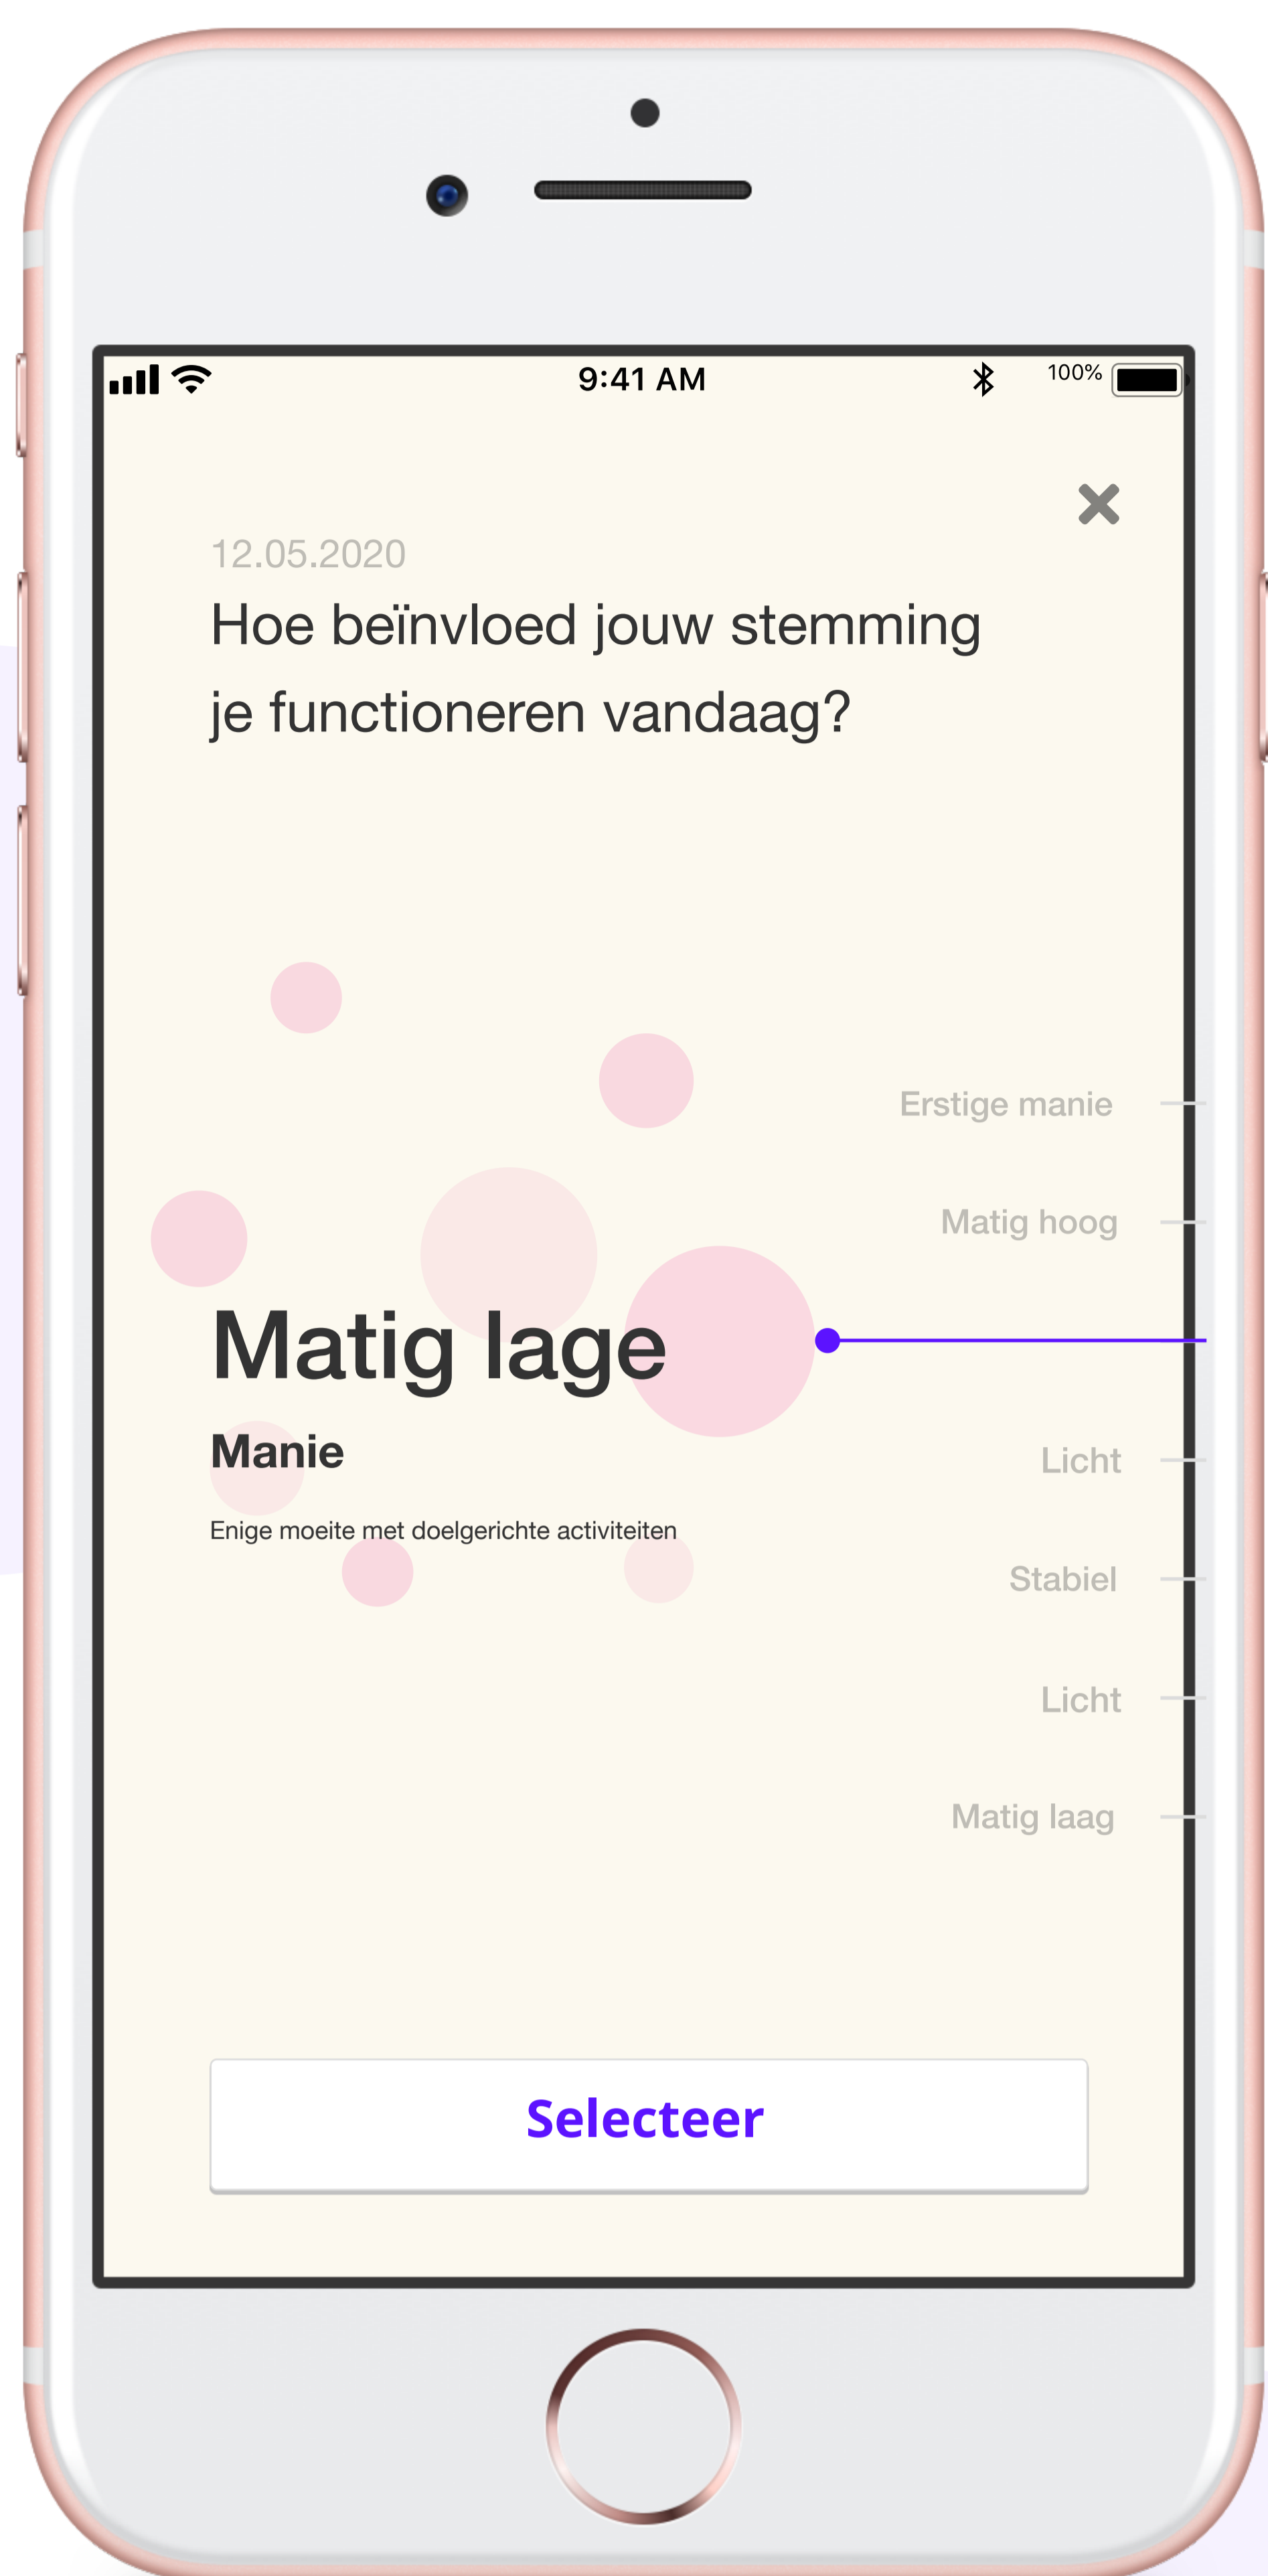 9:41 AM
100%
12.05.2020
Hoe beïnvloed jouw stemming
je functioneren vandaag?
Erstige manie
Matig hoog
Matig lage
Manie
Licht
Enige moeite met doelgerichte activiteiten
Stabiel
Licht
Matig laag
Selecteer